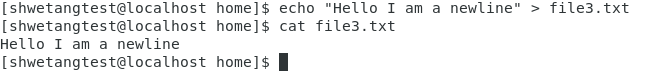 [shwetangtest@localhost home]$ echo "Hello I am a newline" > file3.txt
[shwetangtest@localhost home]$ cat file3.txt
Hello I am a newline
[shwetangtest@localhost home]$